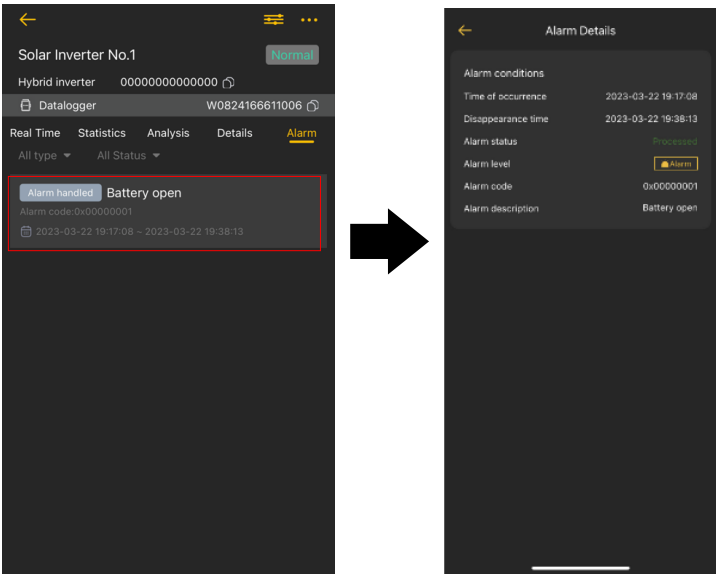 Solar Inverter No.1 Normal
Hybrid inverter 00000000000000
Datalogger W0824166611006
Real Time Statistics Analysis Details Alarm
All type All Status
Alarm handled Battery open
Alarm code:0x00000001
2023-03-22 19:17:08 ~ 2023-03-22 19:38:13
Alarm Details
Alarm conditions
Time of occurrence 2023-03-22 19:17:08
Disappearance time 2023-03-22 19:38:13
Alarm status Processed
Alarm level Alarm
Alarm code 0x00000001
Alarm description Battery open